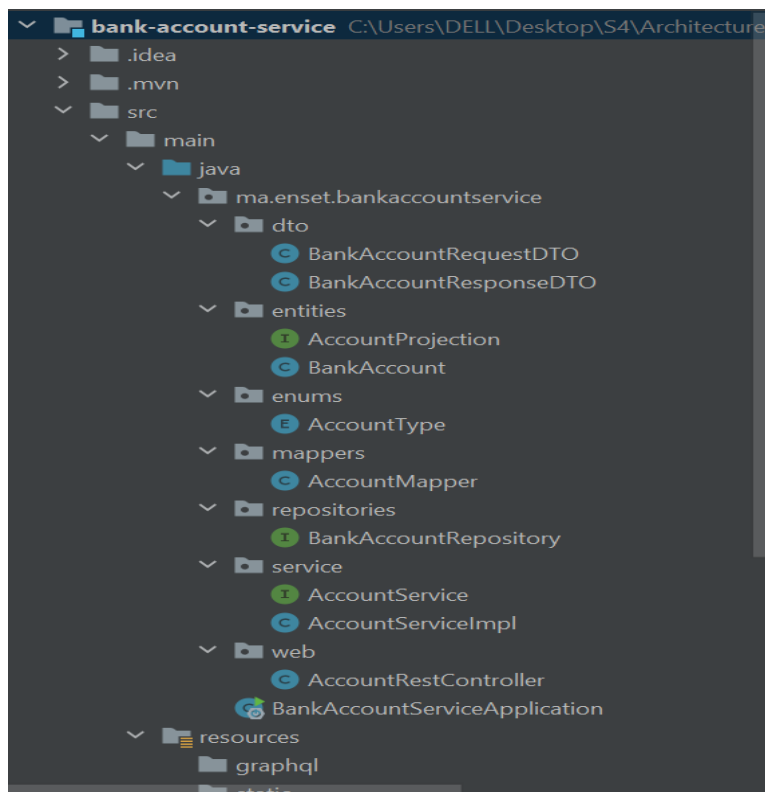 bank-account-service C:\Users\DELL\Desktop\S4\Architecture
.idea
.mvn
src
main
java
ma.enset.bankaccountservice
dto
C BankAccountRequestDTO
C BankAccountResponseDTO
entities
I AccountProjection
C BankAccount
enums
E AccountType
mappers
C AccountMapper
repositories
I BankAccountRepository
service
I AccountService
C AccountServiceImpl
web
C AccountRestController
BankAccountServiceApplication
resources
graphql